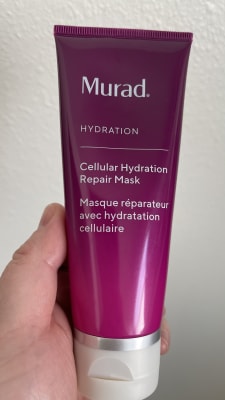 Murad.
HYDRATION
Cellular Hydration
Repair Mask
Masque réparateur
avec hydratation
cellulaire